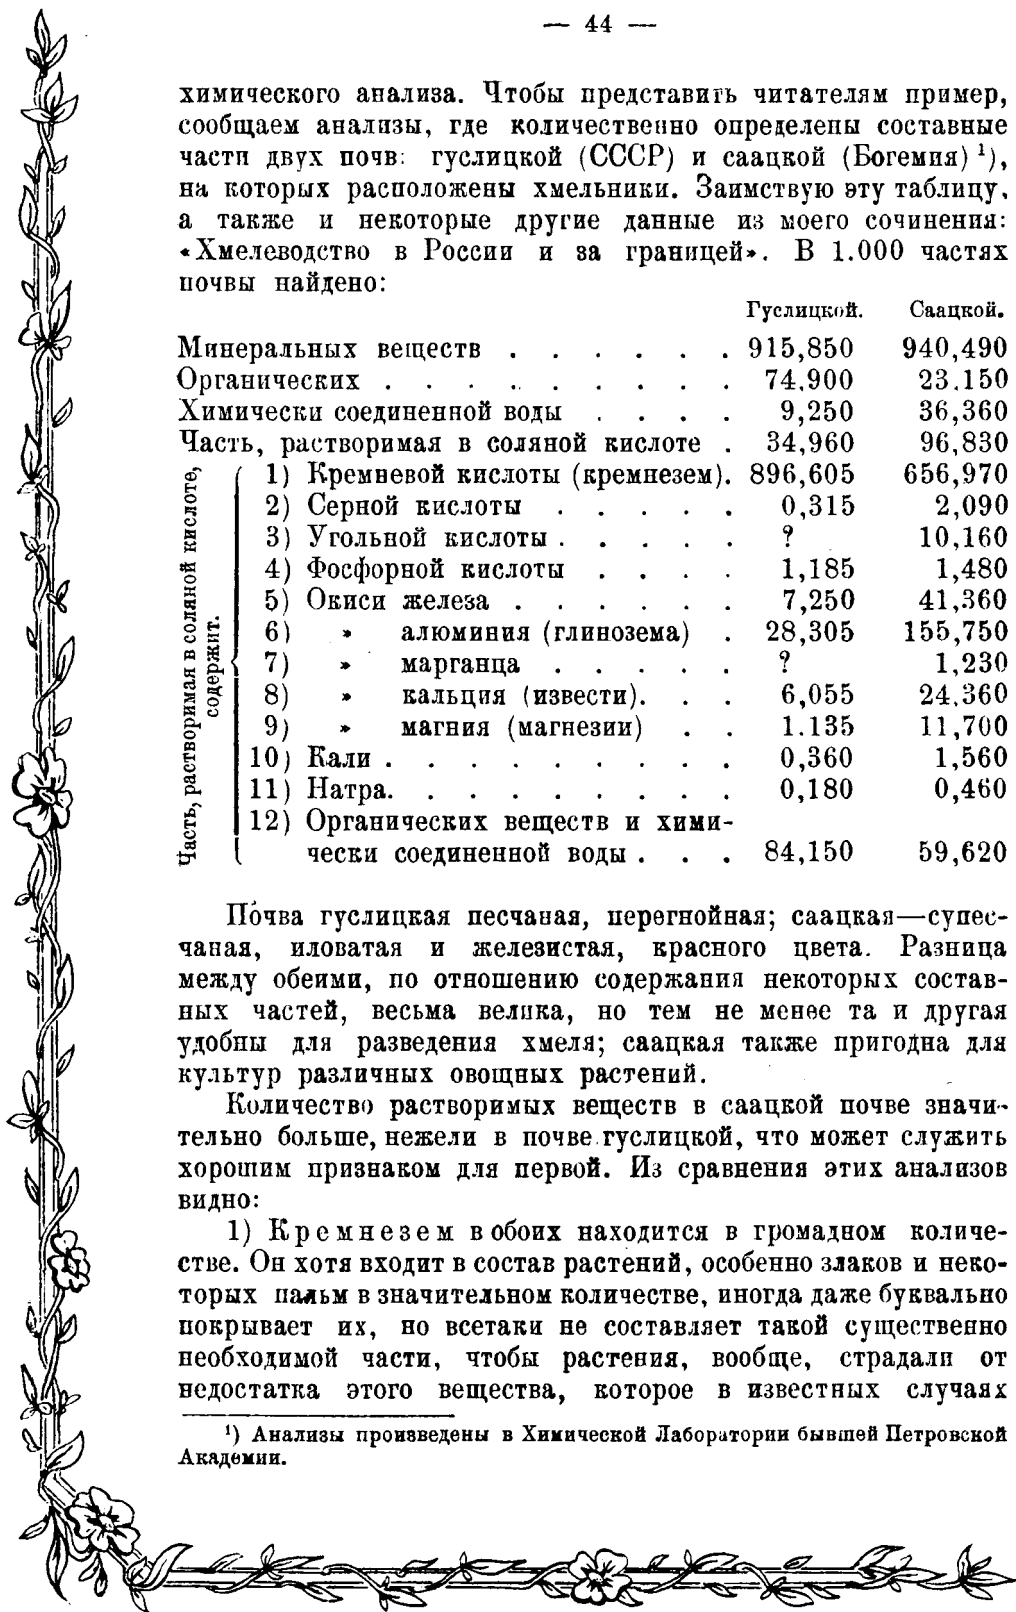 — 44 —
химического анализа. Чтобы представить читателям пример,
сообщаем анализы, где количественно определены составные
части двух почв: гуслицкой (СССР) и саацкой (Богемия) ¹),
на которых расположены хмельники. Заимствую эту таблицу,
а также и некоторые другие данные из моего сочинения:
«Хмелеводство в России и за границей». В 1.000 частях
почвы найдено:
Гуслицкой. Саацкой.
Минеральных веществ . . . . . . 915,850 940,490
Органических . . . . . . . . . 74.900 23.150
Химически соединенной воды . . . . 9,250 36,360
Часть, растворимая в соляной кислоте . 34,960 96,830
Часть, растворимая в соляной кислоте,
содержит.
1) Кремневой кислоты (кремнезем). 896,605 656,970
2) Серной кислоты . . . . . 0,315 2,090
3) Угольной кислоты . . . . . ? 10,160
4) Фосфорной кислоты . . . . 1,185 1,480
5) Окиси железа . . . . . . 7,250 41,360
6) » алюминия (глинозема) . 28,305 155,750
7) » марганца . . . . . ? 1,230
8) » кальция (извести). . . 6,055 24.360
9) » магния (магнезии) . . 1.135 11,700
10) Кали . . . . . . . . . 0,360 1,560
11) Натра. . . . . . . . . 0,180 0,460
12) Органических веществ и хими-
чески соединенной воды . . . 84,150 59,620
Почва гуслицкая песчаная, перегнойная; саацкая—супес-
чаная, иловатая и железистая, красного цвета. Разница
между обеими, по отношению содержания некоторых состав-
ных частей, весьма велика, но тем не менее та и другая
удобны для разведения хмеля; саацкая также пригодна для
культур различных овощных растений.
Количество растворимых веществ в саацкой почве значи-
тельно больше, нежели в почве гуслицкой, что может служить
хорошим признаком для первой. Из сравнения этих анализов
видно:
1) Кремнезем в обоих находится в громадном количе-
стве. Он хотя входит в состав растений, особенно злаков и неко-
торых пальм в значительном количестве, иногда даже буквально
покрывает их, но всетаки не составляет такой существенно
необходимой части, чтобы растения, вообще, страдали от
недостатка этого вещества, которое в известных случаях
¹) Анализы произведены в Химической Лаборатории бывшей Петровской
Академии.